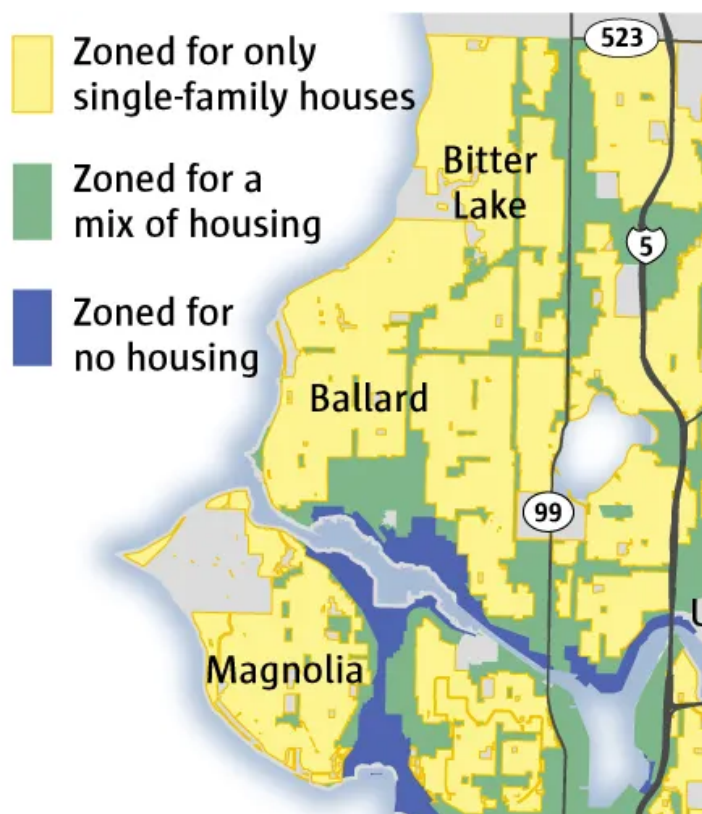 Zoned for only
single-family houses
Zoned for a
mix of housing
Zoned for
no housing
523
Bitter
Lake
5
Ballard
99
Magnolia
U